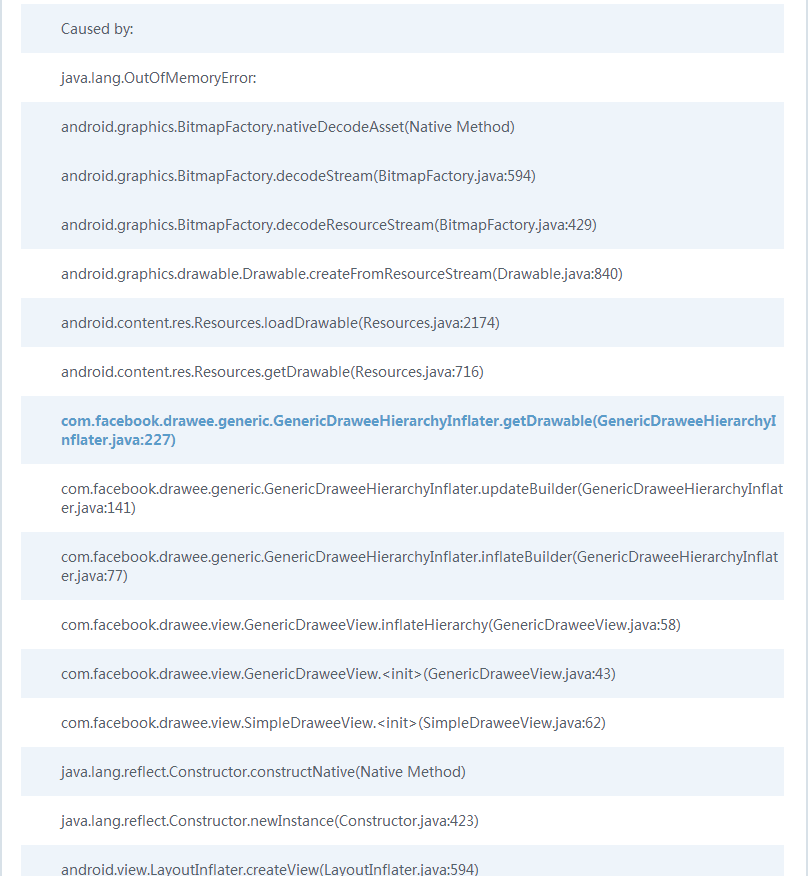 Caused by:
java.lang.OutOfMemoryError:
android.graphics.BitmapFactory.nativeDecodeAsset(Native Method)
android.graphics.BitmapFactory.decodeStream(BitmapFactory.java:594)
android.graphics.BitmapFactory.decodeResourceStream(BitmapFactory.java:429)
android.graphics.drawable.Drawable.createFromResourceStream(Drawable.java:840)
android.content.res.Resources.loadDrawable(Resources.java:2174)
android.content.res.Resources.getDrawable(Resources.java:716)
com.facebook.drawee.generic.GenericDraweeHierarchyInflater.getDrawable(GenericDraweeHierarchyI
nflater.java:227)
com.facebook.drawee.generic.GenericDraweeHierarchyInflater.updateBuilder(GenericDraweeHierarchyInflat
er.java:141)
com.facebook.drawee.generic.GenericDraweeHierarchyInflater.inflateBuilder(GenericDraweeHierarchyInflat
er.java:77)
com.facebook.drawee.view.GenericDraweeView.inflateHierarchy(GenericDraweeView.java:58)
com.facebook.drawee.view.GenericDraweeView.<init>(GenericDraweeView.java:43)
com.facebook.drawee.view.SimpleDraweeView.<init>(SimpleDraweeView.java:62)
java.lang.reflect.Constructor.constructNative(Native Method)
java.lang.reflect.Constructor.newInstance(Constructor.java:423)
android.view.LayoutInflater.createView(LayoutInflater.java:594)